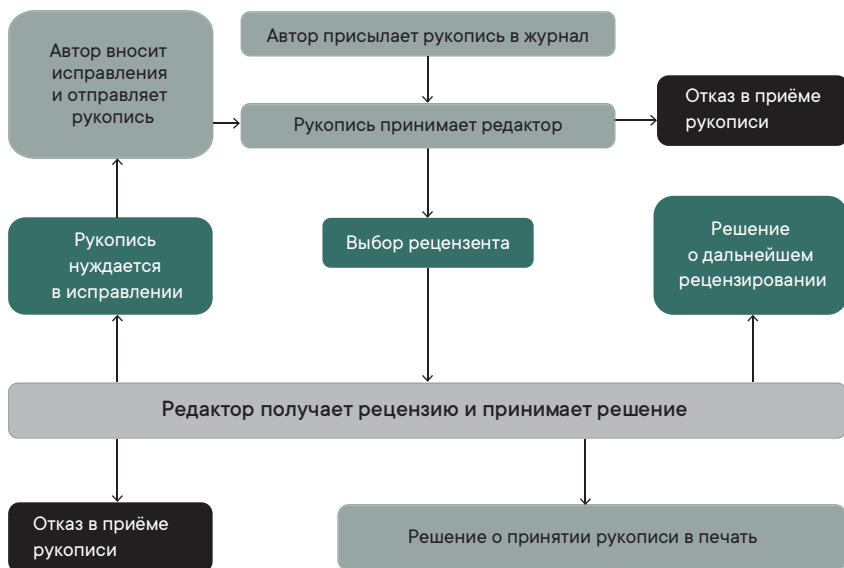 Автор вносит
исправления
и отправляет
рукопись
Автор присылает рукопись в журнал
Рукопись принимает редактор
Отказ в приёме
рукописи
Рукопись
нуждается
в исправлении
Выбор рецензента
Решение
о дальнейшем
рецензировании
Редактор получает рецензию и принимает решение
Отказ в приёме
рукописи
Решение о принятии рукописи в печать